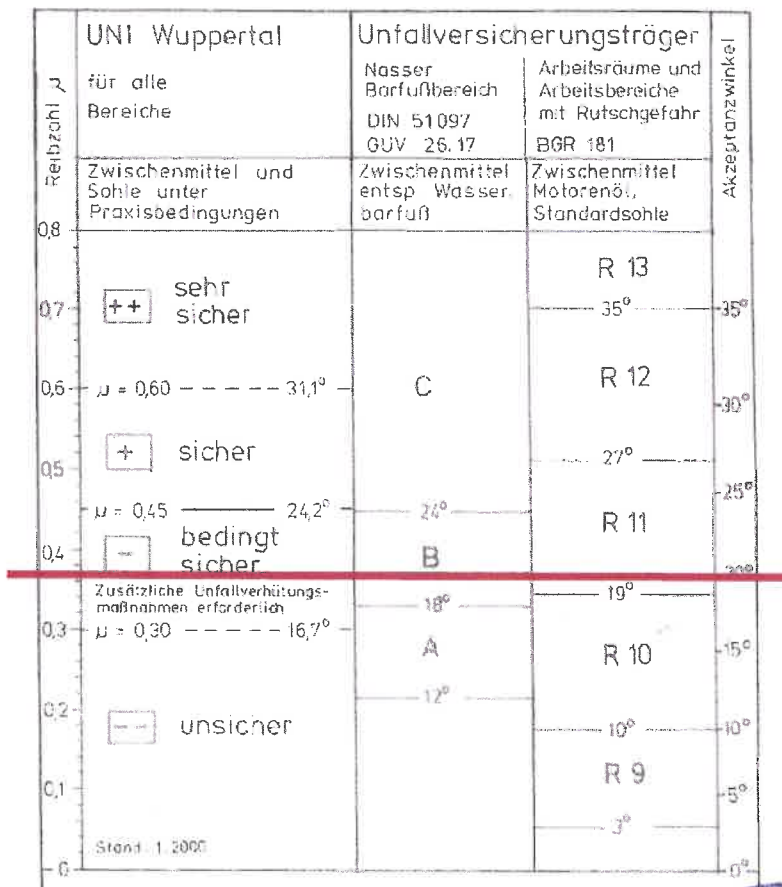 UNI Wuppertal
für alle
Bereiche
Unfallversicherungsträger
Nasser
Barfußbereich
DIN 51097
GUV 26.17
Arbeitsräume und
Arbeitsbereiche
mit Rutschgefahr
BGR 181
Reibzahl µ
Akzeptanzwinkel
Zwischenmittel und
Sohle unter
Praxisbedingungen
Zwischenmittel
entsp Wasser,
barfuß
Zwischenmittel
Motorenöl,
Standardsohle
0,8
0,7
0,6
0,5
0,4
0,3
0,2
0,1
0
++ sehr
sicher
µ = 0,60 31,1°
+ sicher
µ = 0,45 24,2°
- bedingt
sicher
Zusätzliche Unfallverhütungs-
maßnahmen erforderlich
µ = 0,30 16,7°
-- unsicher
Stand 1.2000
C
24°
B
18°
A
12°
R 13
35°
R 12
27°
R 11
19°
R 10
10°
R 9
3°
35°
30°
25°
20°
15°
10°
5°
0°